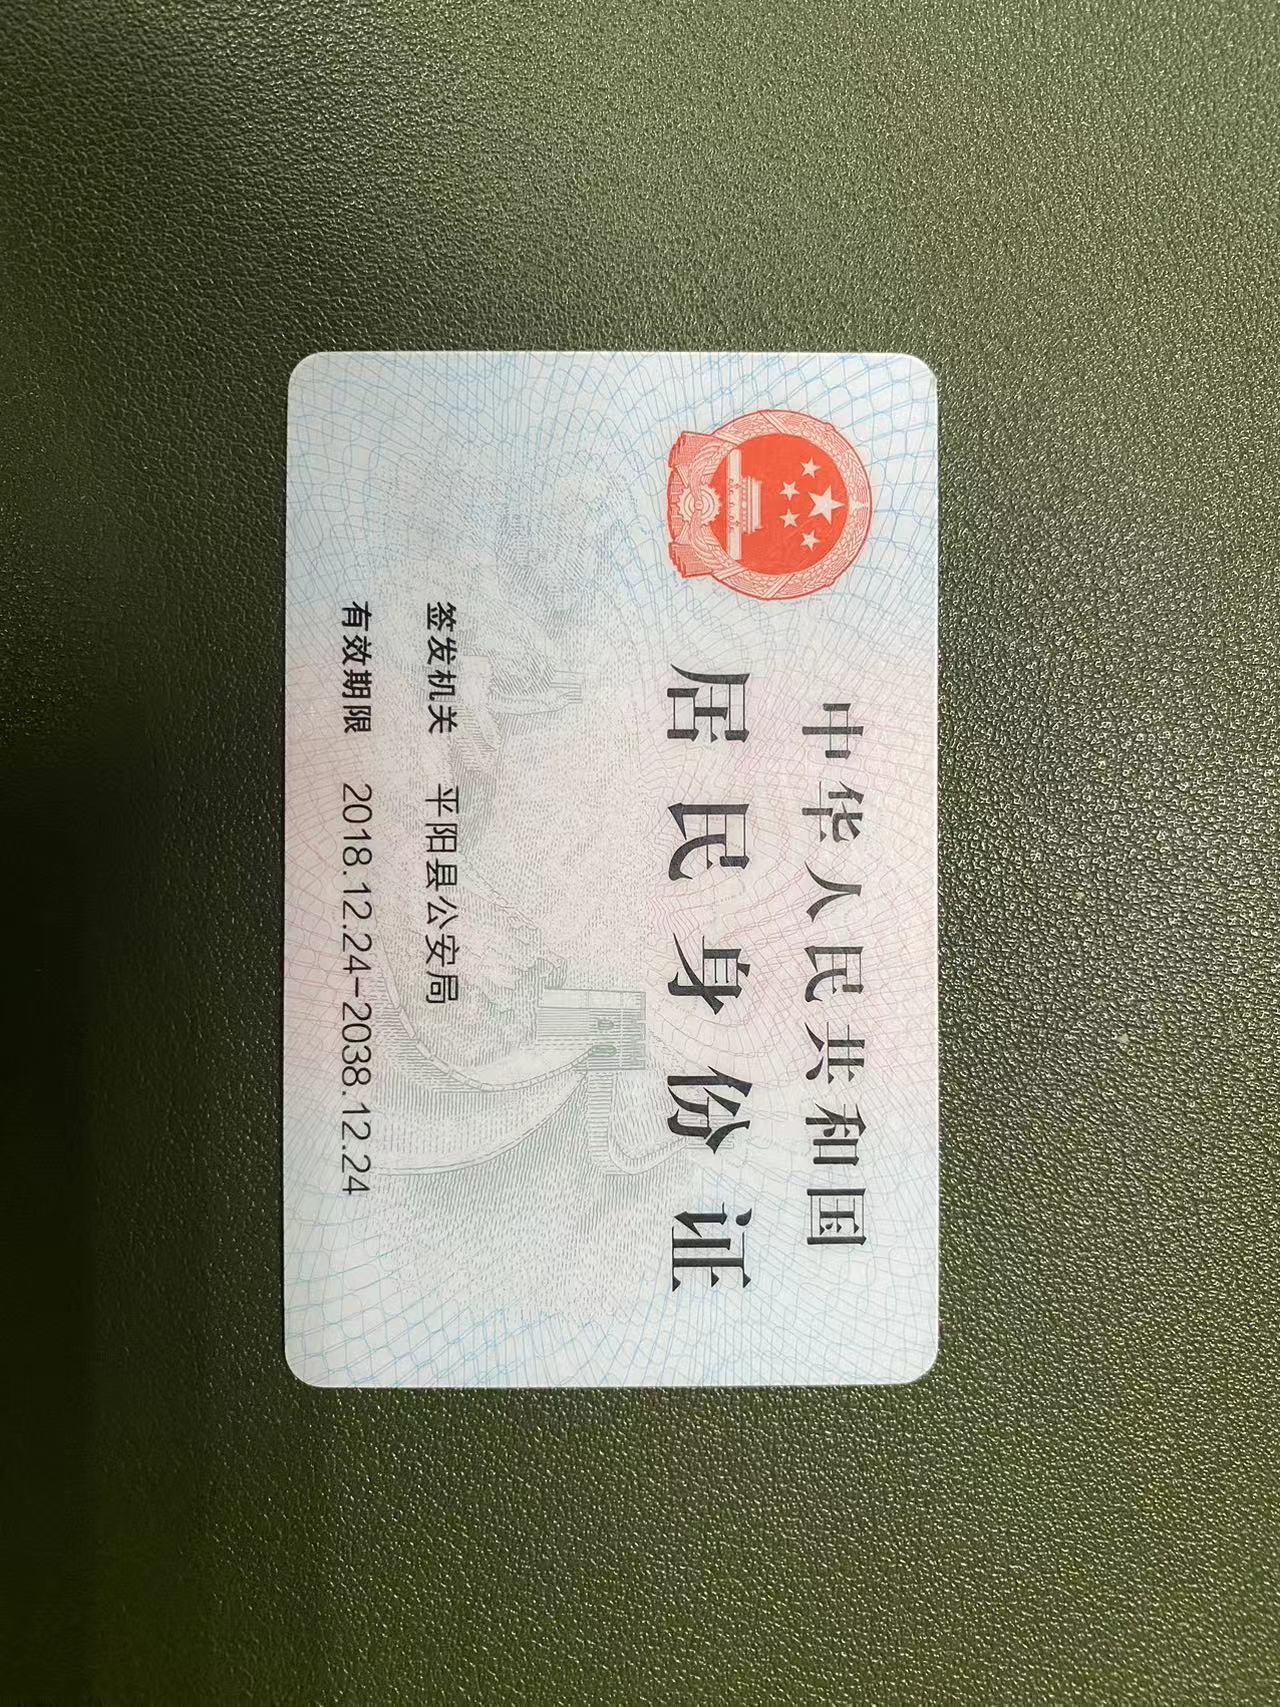 中华人民共和国
居民身份证
签发机关 平阳县公安局
有效期限 2018.12.24-2038.12.24